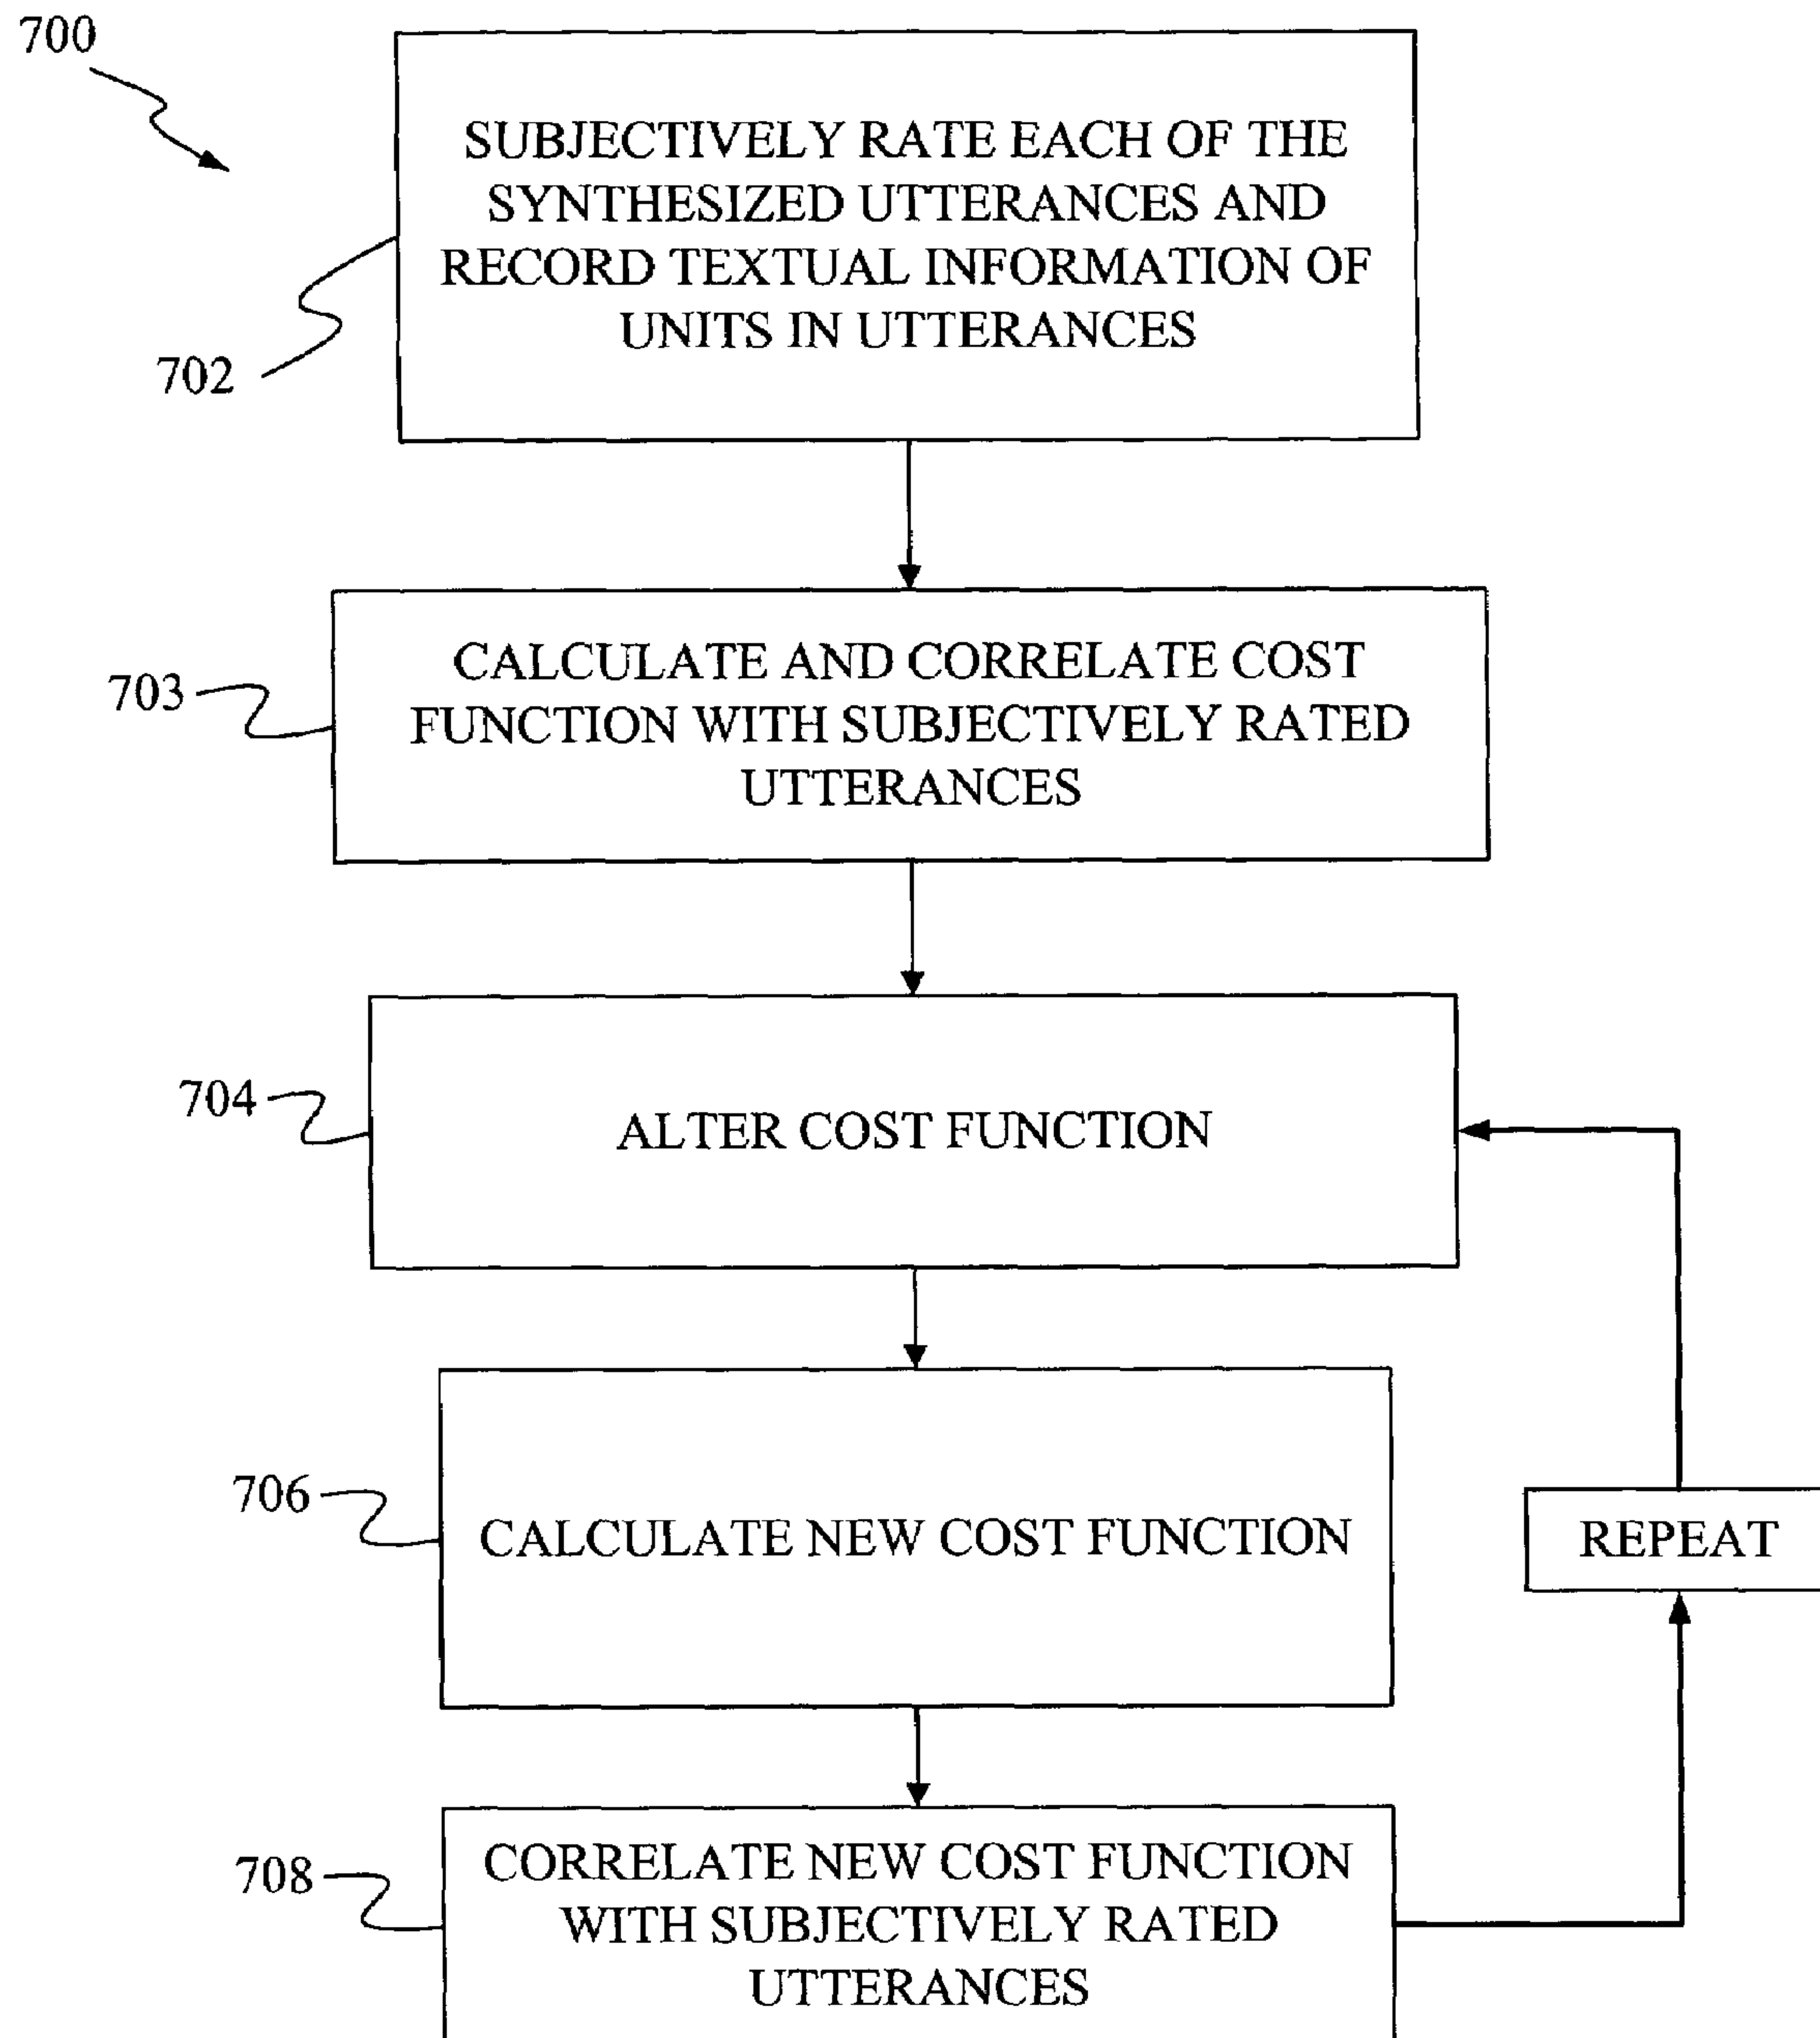 700
SUBJECTIVELY RATE EACH OF THE
SYNTHESIZED UTTERANCES AND
RECORD TEXTUAL INFORMATION OF
UNITS IN UTTERANCES
702
CALCULATE AND CORRELATE COST
FUNCTION WITH SUBJECTIVELY RATED
UTTERANCES
703
ALTER COST FUNCTION
704
CALCULATE NEW COST FUNCTION
706
REPEAT
CORRELATE NEW COST FUNCTION
WITH SUBJECTIVELY RATED
UTTERANCES
708